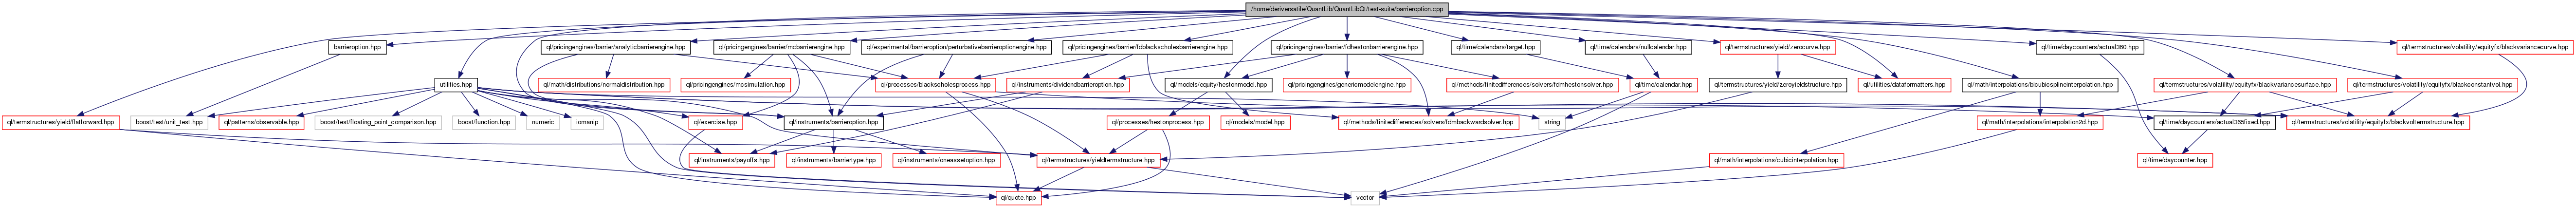 /home/deriversatile/QuantLib/QuantLibQt/test-suite/barrieroption.cpp
barrieroption.hpp
ql/pricingengines/barrier/analyticbarrierengine.hpp
ql/pricingengines/barrier/mcbarrierengine.hpp
ql/experimental/barrieroption/perturbativebarrieroptionengine.hpp
ql/pricingengines/barrier/fdblackscholesbarrierengine.hpp
ql/pricingengines/barrier/fdhestonbarrierengine.hpp
ql/time/calendars/target.hpp
ql/time/calendars/nullcalendar.hpp
ql/termstructures/yield/zerocurve.hpp
ql/time/daycounters/actual360.hpp
ql/termstructures/volatility/equityfx/blackvariancecurve.hpp
utilities.hpp
ql/math/distributions/normaldistribution.hpp
ql/pricingengines/mcsimulation.hpp
ql/processes/blackscholesprocess.hpp
ql/instruments/dividendbarrieroption.hpp
ql/models/equity/hestonmodel.hpp
ql/pricingengines/genericmodelengine.hpp
ql/methods/finitedifferences/solvers/fdmhestonsolver.hpp
ql/time/calendar.hpp
ql/termstructures/yield/zeroyieldstructure.hpp
ql/utilities/dataformatters.hpp
ql/math/interpolations/bicubicsplineinterpolation.hpp
ql/termstructures/volatility/equityfx/blackvariancesurface.hpp
ql/termstructures/volatility/equityfx/blackconstantvol.hpp
ql/termstructures/yield/flatforward.hpp
boost/test/unit_test.hpp
ql/patterns/observable.hpp
boost/test/floating_point_comparison.hpp
boost/function.hpp
numeric
iomanip
ql/exercise.hpp
ql/instruments/barrieroption.hpp
ql/processes/hestonprocess.hpp
ql/models/model.hpp
ql/methods/finitedifferences/solvers/fdmbackwardsolver.hpp
string
ql/math/interpolations/interpolation2d.hpp
ql/time/daycounters/actual365fixed.hpp
ql/termstructures/volatility/equityfx/blackvoltermstructure.hpp
ql/instruments/payoffs.hpp
ql/instruments/barriertype.hpp
ql/instruments/oneassetoption.hpp
ql/termstructures/yieldtermstructure.hpp
ql/math/interpolations/cubicinterpolation.hpp
ql/time/daycounter.hpp
ql/quote.hpp
vector